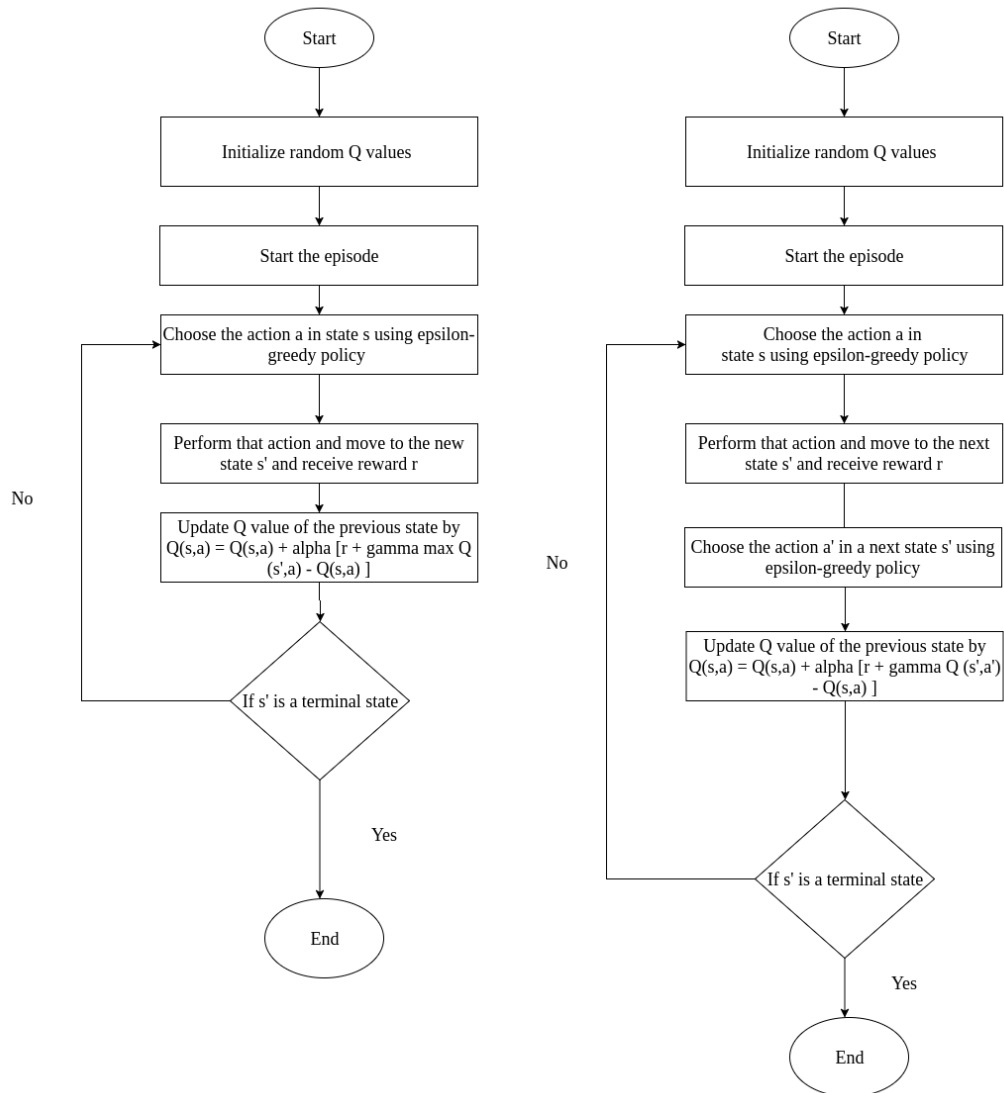 Start
Initialize random Q values
Start the episode
Choose the action a in state s using epsilon-
greedy policy
Perform that action and move to the new
state s' and receive reward r
No
Update Q value of the previous state by
Q(s,a) = Q(s,a) + alpha [r + gamma max Q
(s',a) - Q(s,a) ]
If s' is a terminal state
Yes
End
Start
Initialize random Q values
Start the episode
Choose the action a in
state s using epsilon-greedy policy
Perform that action and move to the next
state s' and receive reward r
No
Choose the action a' in a next state s' using
epsilon-greedy policy
Update Q value of the previous state by
Q(s,a) = Q(s,a) + alpha [r + gamma Q (s',a')
- Q(s,a) ]
If s' is a terminal state
Yes
End